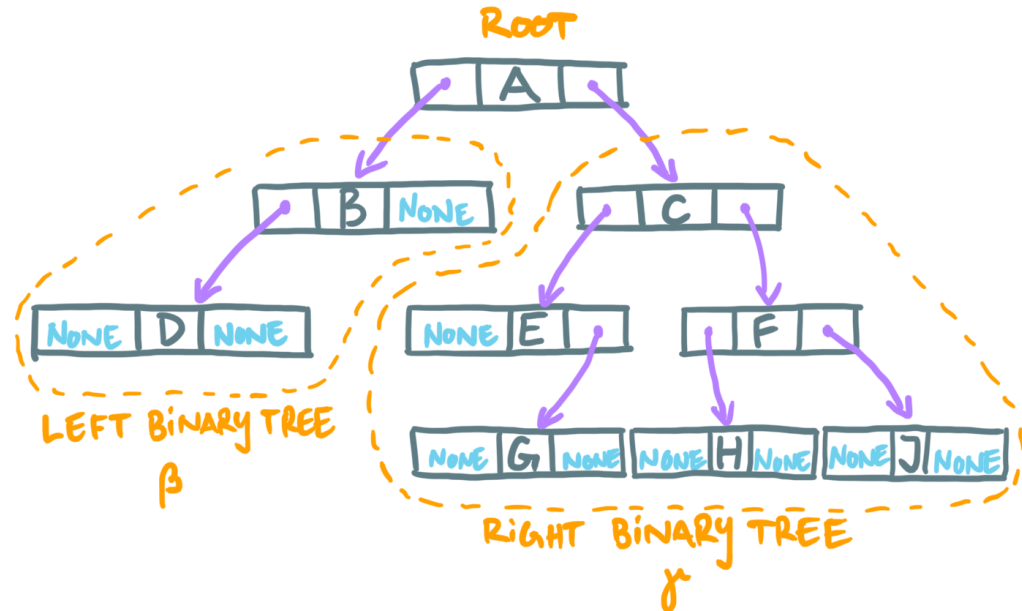 ROOT
A
B NONE
C
NONE D NONE
NONE E
F
LEFT BINARY TREE
β
NONE G NONE
NONE H NONE
NONE J NONE
RIGHT BINARY TREE
γ